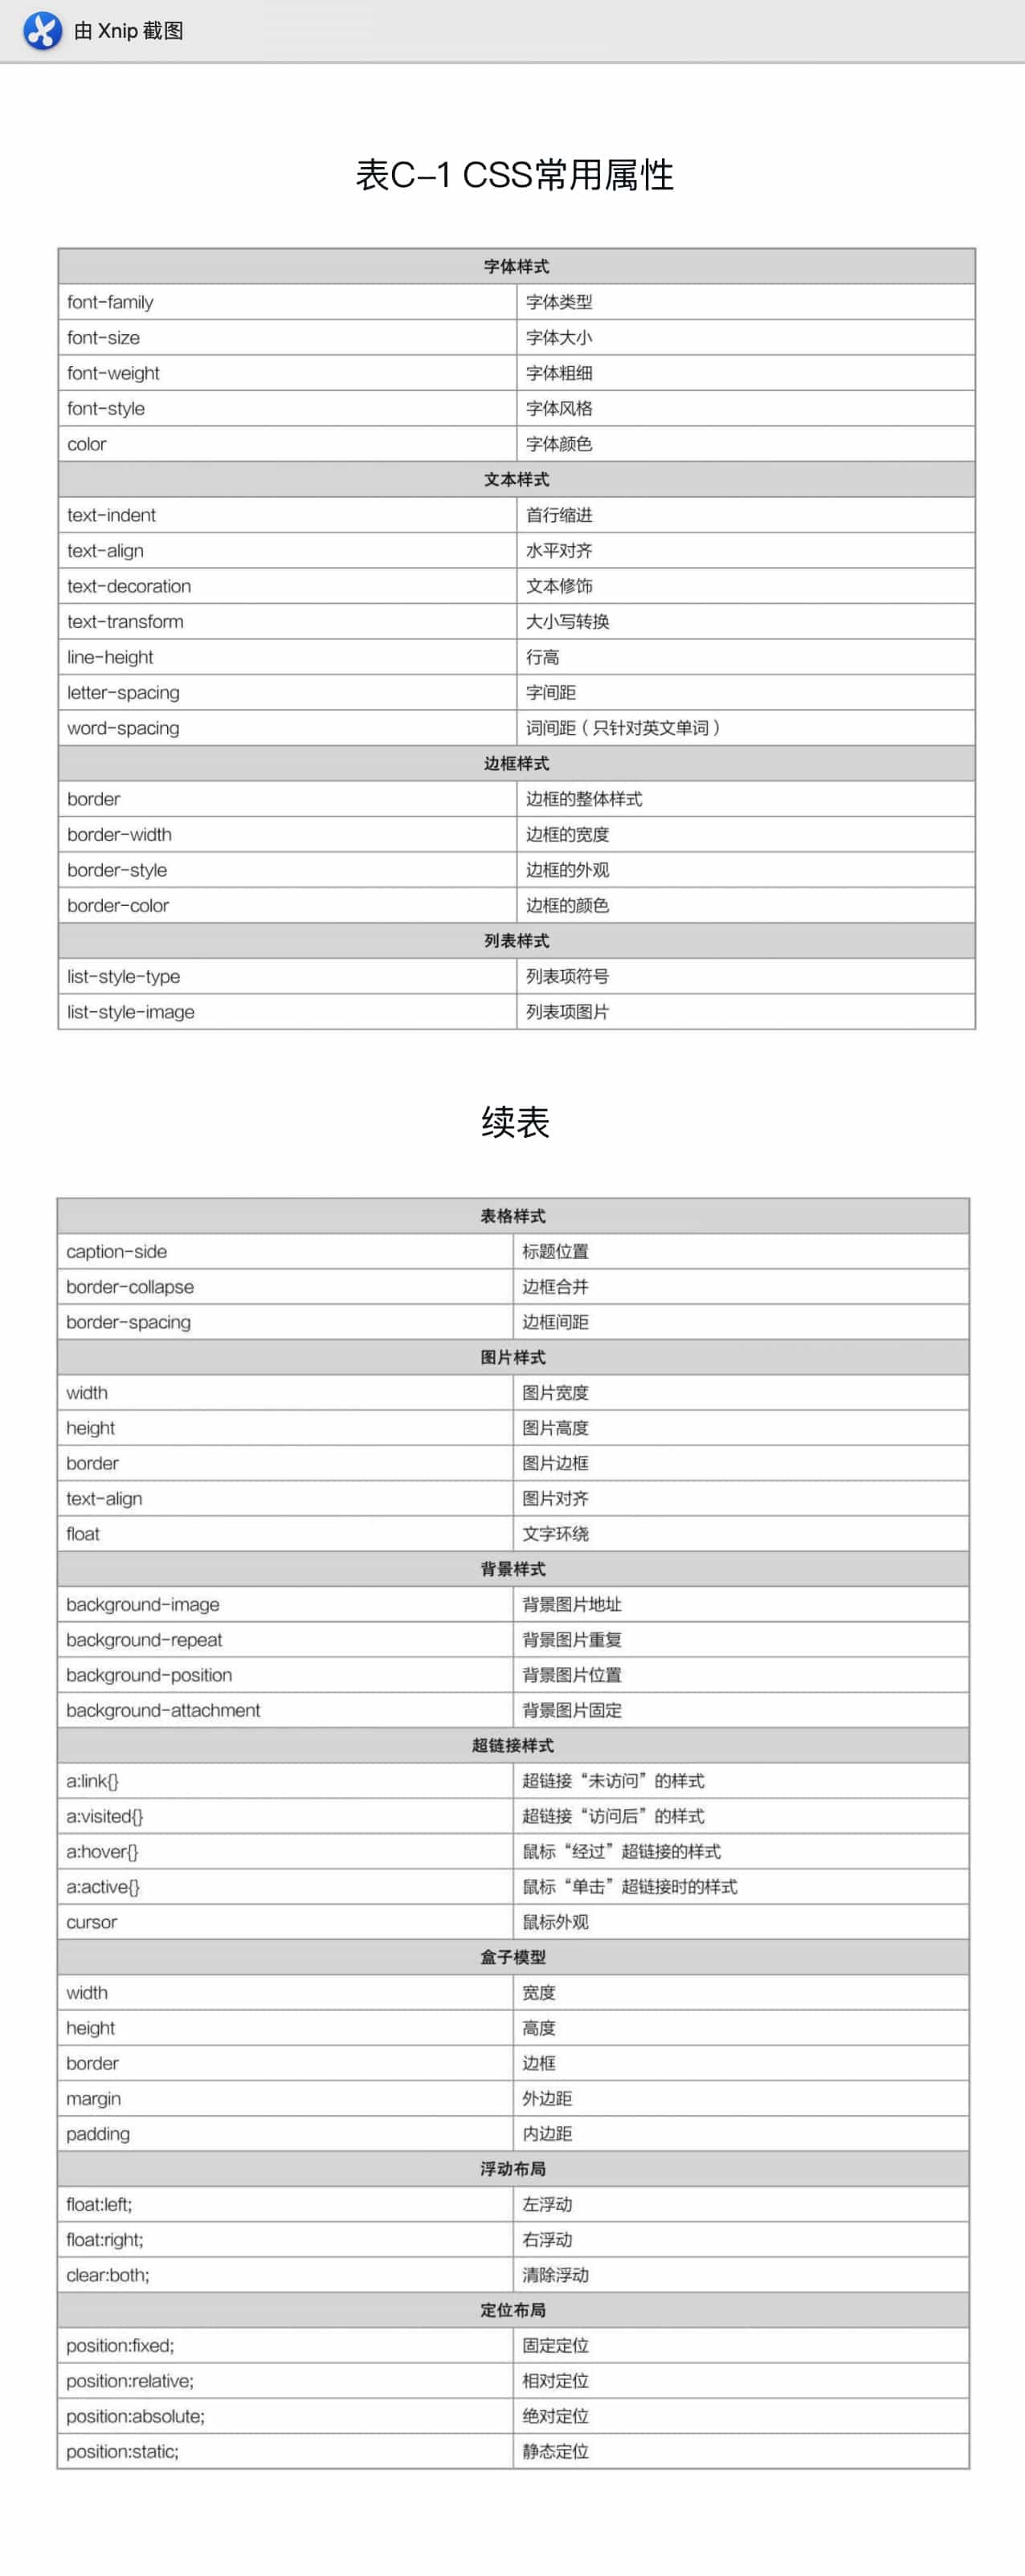 由 Xnip 截图
表C–1 CSS常用属性
字体样式
font-family 字体类型
font-size 字体大小
font-weight 字体粗细
font-style 字体风格
color 字体颜色
文本样式
text-indent 首行缩进
text-align 水平对齐
text-decoration 文本修饰
text-transform 大小写转换
line-height 行高
letter-spacing 字间距
word-spacing 词间距（只针对英文单词）
边框样式
border 边框的整体样式
border-width 边框的宽度
border-style 边框的外观
border-color 边框的颜色
列表样式
list-style-type 列表项符号
list-style-image 列表项图片
续表
表格样式
caption-side 标题位置
border-collapse 边框合并
border-spacing 边框间距
图片样式
width 图片宽度
height 图片高度
border 图片边框
text-align 图片对齐
float 文字环绕
背景样式
background-image 背景图片地址
background-repeat 背景图片重复
background-position 背景图片位置
background-attachment 背景图片固定
超链接样式
a:link{} 超链接“未访问”的样式
a:visited{} 超链接“访问后”的样式
a:hover{} 鼠标“经过”超链接的样式
a:active{} 鼠标“单击”超链接时的样式
cursor 鼠标外观
盒子模型
width 宽度
height 高度
border 边框
margin 外边距
padding 内边距
浮动布局
float:left; 左浮动
float:right; 右浮动
clear:both; 清除浮动
定位布局
position:fixed; 固定定位
position:relative; 相对定位
position:absolute; 绝对定位
position:static; 静态定位